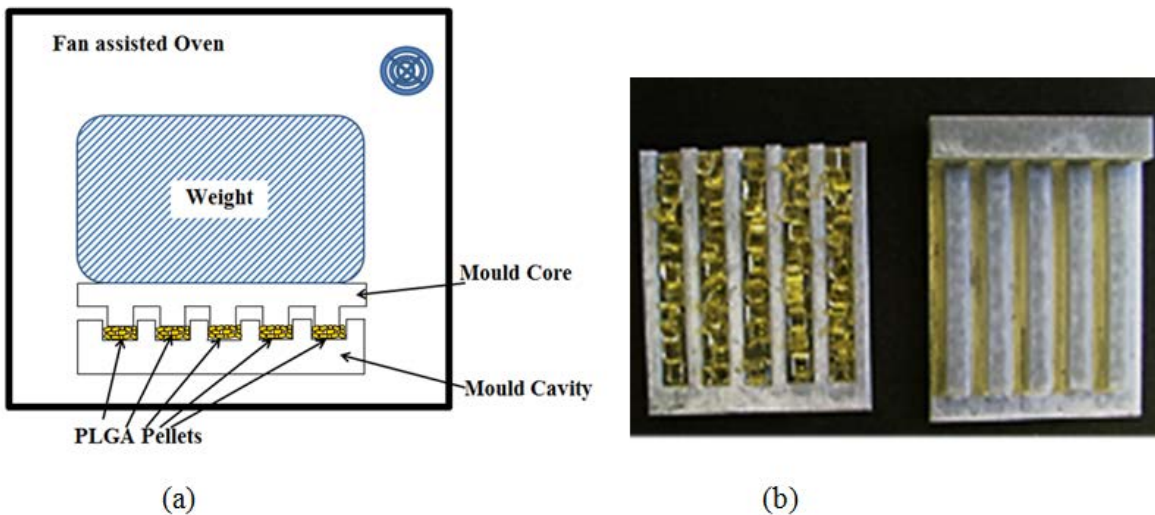 Fan assisted Oven
Weight
Mould Core
Mould Cavity
PLGA Pellets
(a)
(b)